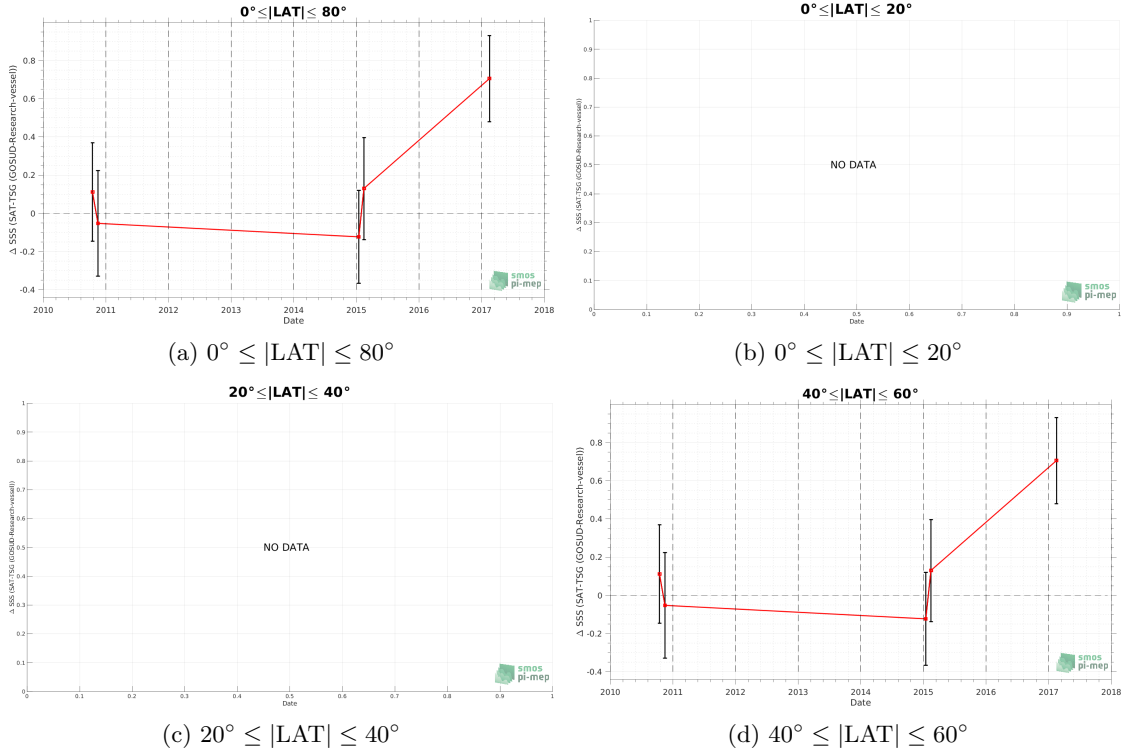 0°≤|LAT|≤ 80°
Δ SSS (SAT-TSG (GOSUD-Research-vessel))
0.8
0.6
0.4
0.2
0
-0.2
-0.4
2010 2011 2012 2013 2014 2015 2016 2017 2018
Date
smos
pi-mep
(a) 0° ≤ |LAT| ≤ 80°
0°≤|LAT|≤ 20°
Δ SSS (SAT-TSG (GOSUD-Research-vessel))
1
0.9
0.8
0.7
0.6
0.5
0.4
0.3
0.2
0.1
0
NO DATA
0 0.1 0.2 0.3 0.4 0.5 0.6 0.7 0.8 0.9 1
Date
smos
pi-mep
(b) 0° ≤ |LAT| ≤ 20°
20°≤|LAT|≤ 40°
Δ SSS (SAT-TSG (GOSUD-Research-vessel))
1
0.9
0.8
0.7
0.6
0.5
0.4
0.3
0.2
0.1
0
NO DATA
0 0.1 0.2 0.3 0.4 0.5 0.6 0.7 0.8 0.9 1
Date
smos
pi-mep
(c) 20° ≤ |LAT| ≤ 40°
40°≤|LAT|≤ 60°
Δ SSS (SAT-TSG (GOSUD-Research-vessel))
0.8
0.6
0.4
0.2
0
-0.2
-0.4
2010 2011 2012 2013 2014 2015 2016 2017 2018
Date
smos
pi-mep
(d) 40° ≤ |LAT| ≤ 60°